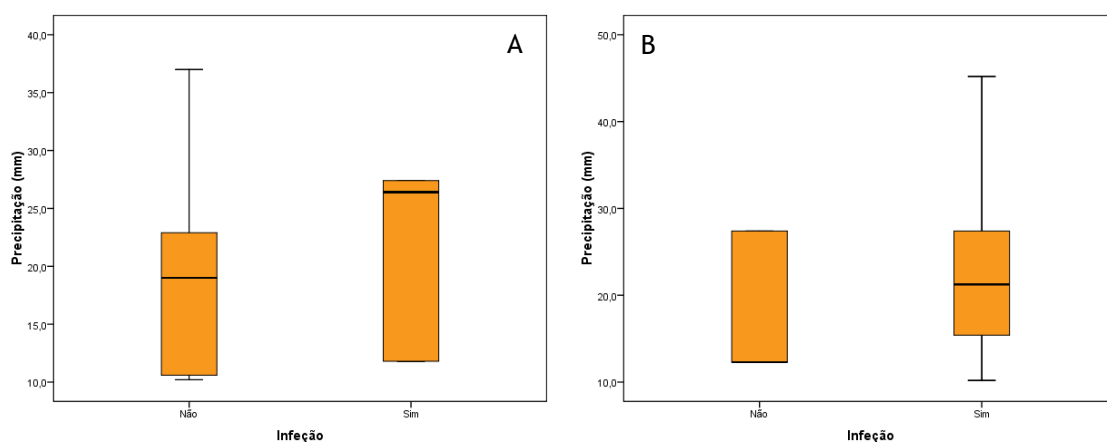 A
Precipitação (mm)
40,0
35,0
30,0
25,0
20,0
15,0
10,0
Não
Sim
Infeção
B
Precipitação (mm)
50,0
40,0
30,0
20,0
10,0
Não
Sim
Infeção